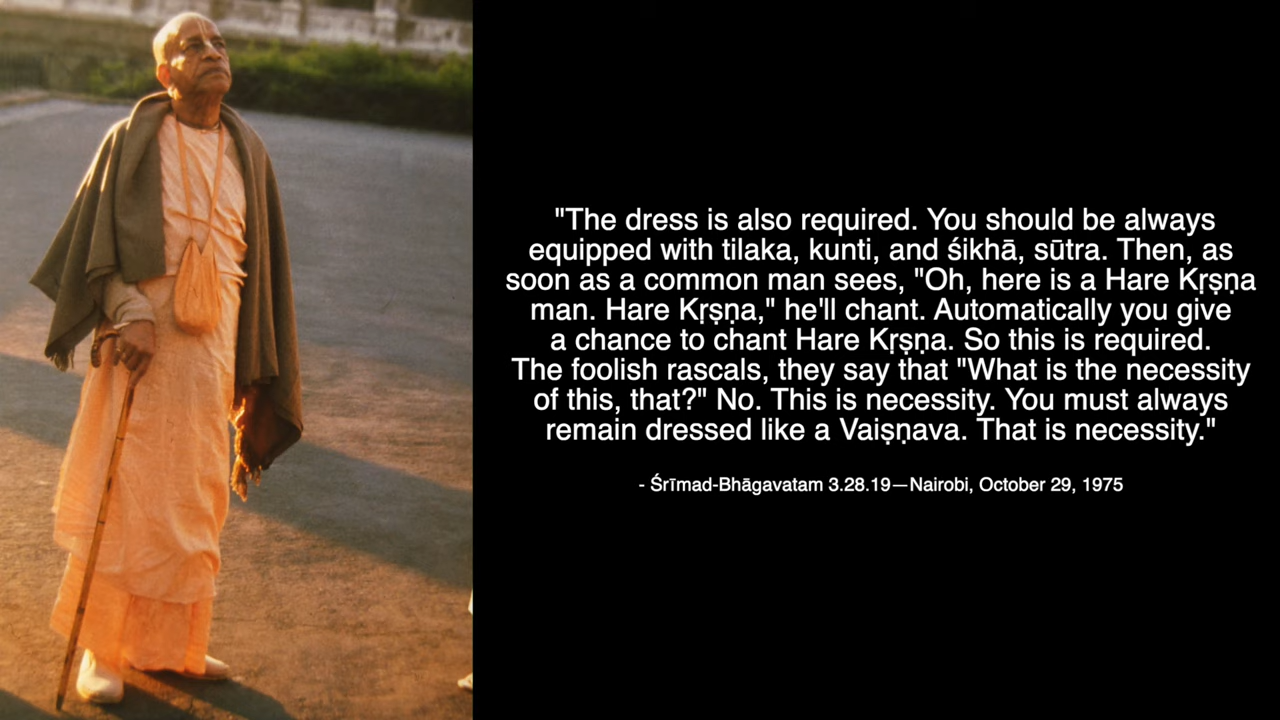 "The dress is also required. You should be always
equipped with tilaka, kunti, and śikhā, sūtra. Then, as
soon as a common man sees, "Oh, here is a Hare Kṛṣṇa
man. Hare Kṛṣṇa," he'll chant. Automatically you give
a chance to chant Hare Kṛṣṇa. So this is required.
The foolish rascals, they say that "What is the necessity
of this, that?" No. This is necessity. You must always
remain dressed like a Vaiṣṇava. That is necessity."
- Śrīmad-Bhāgavatam 3.28.19—Nairobi, October 29, 1975